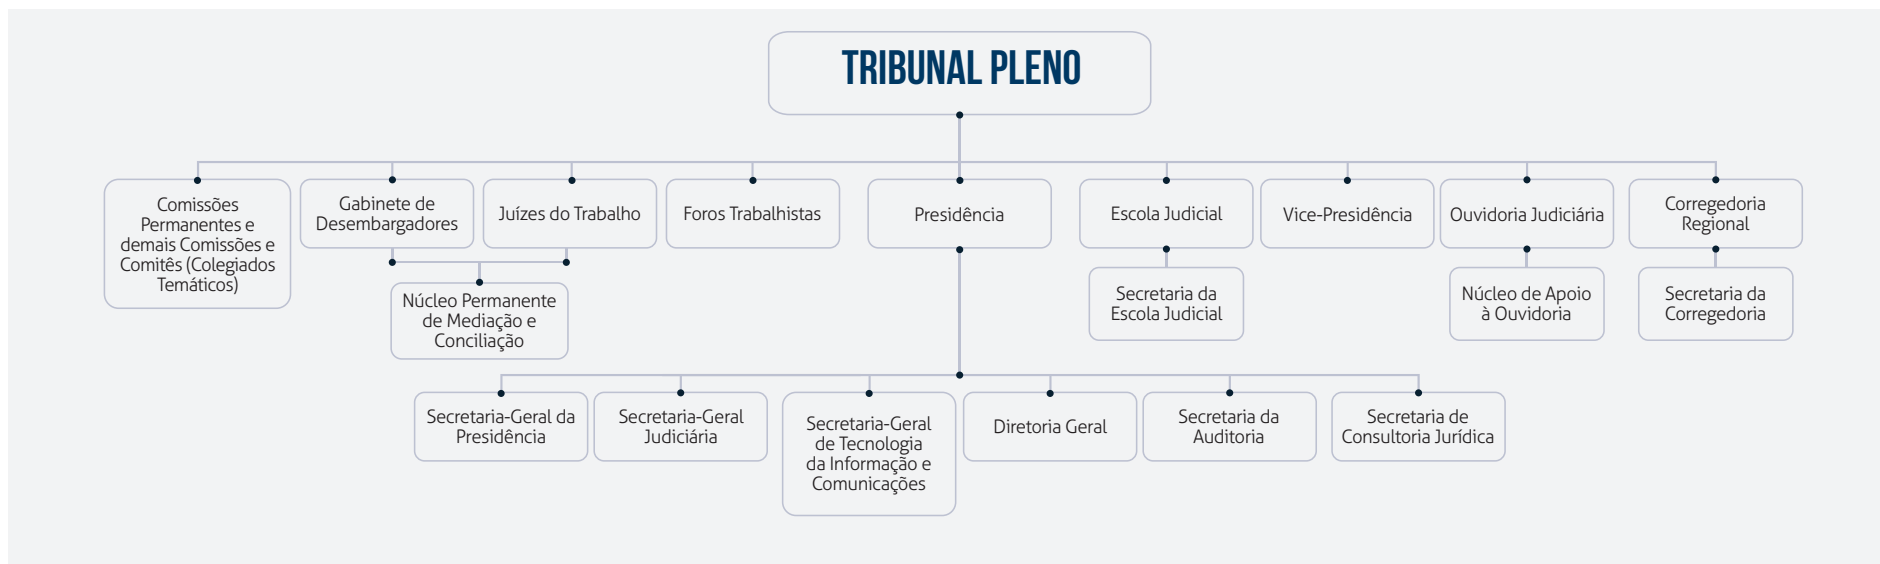 TRIBUNAL PLENO
Comissões
Permanentes e
demais Comissões e
Comitês (Colegiados
Temáticos)
Gabinete de
Desembargadores
Juízes do Trabalho
Foros Trabalhistas
Presidência
Escola Judicial
Vice-Presidência
Ouvidoria Judiciária
Corregedoria
Regional
Núcleo Permanente
de Mediação e
Conciliação
Secretaria da
Escola Judicial
Núcleo de Apoio
à Ouvidoria
Secretaria da
Corregedoria
Secretaria-Geral da
Presidência
Secretaria-Geral
Judiciária
Secretaria-Geral
de Tecnologia
da Informação e
Comunicações
Diretoria Geral
Secretaria da
Auditoria
Secretaria de
Consultoria Jurídica